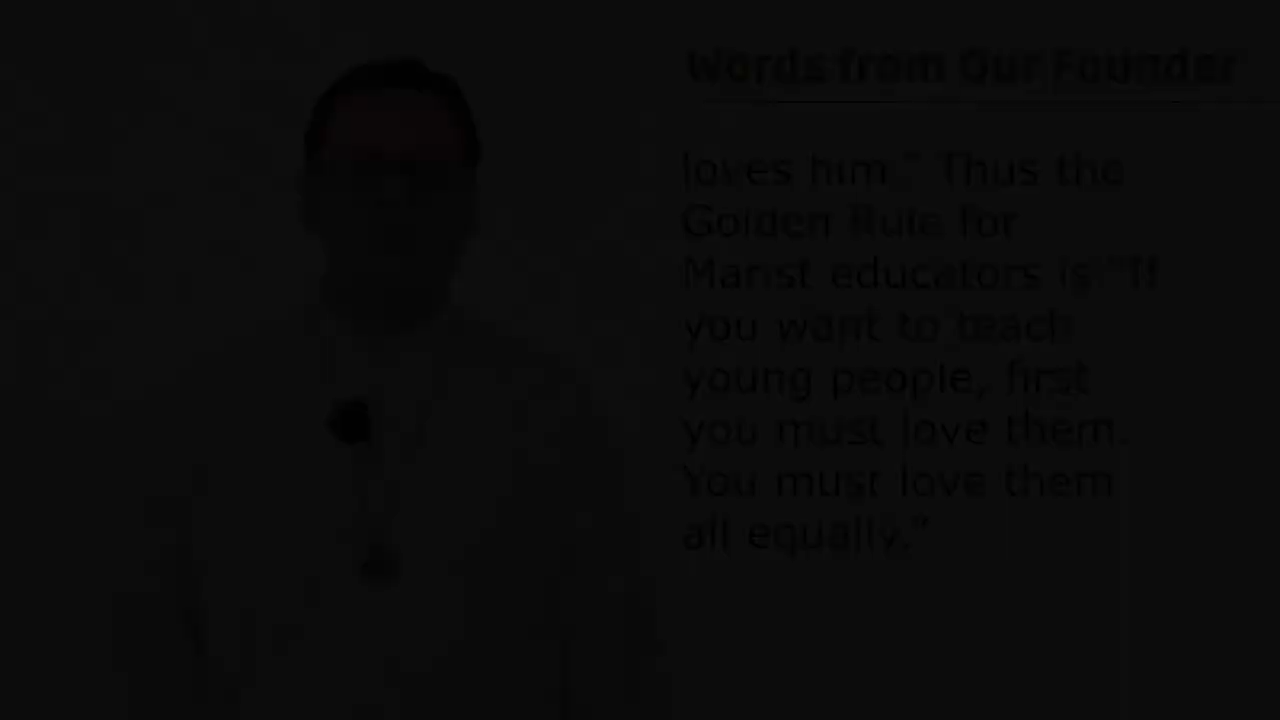 Words from Our Founder
loves him." Thus the
Golden Rule for
Marist educators is:"If
you want to teach
young people, first
you must love them.
You must love them
all equally."